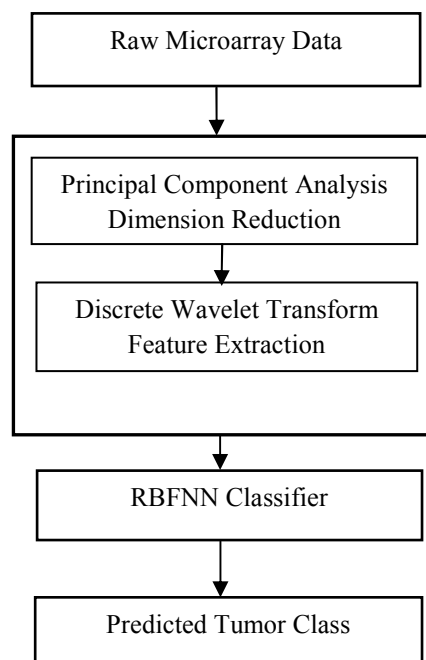 Raw Microarray Data
Principal Component Analysis
Dimension Reduction
Discrete Wavelet Transform
Feature Extraction
RBFNN Classifier
Predicted Tumor Class